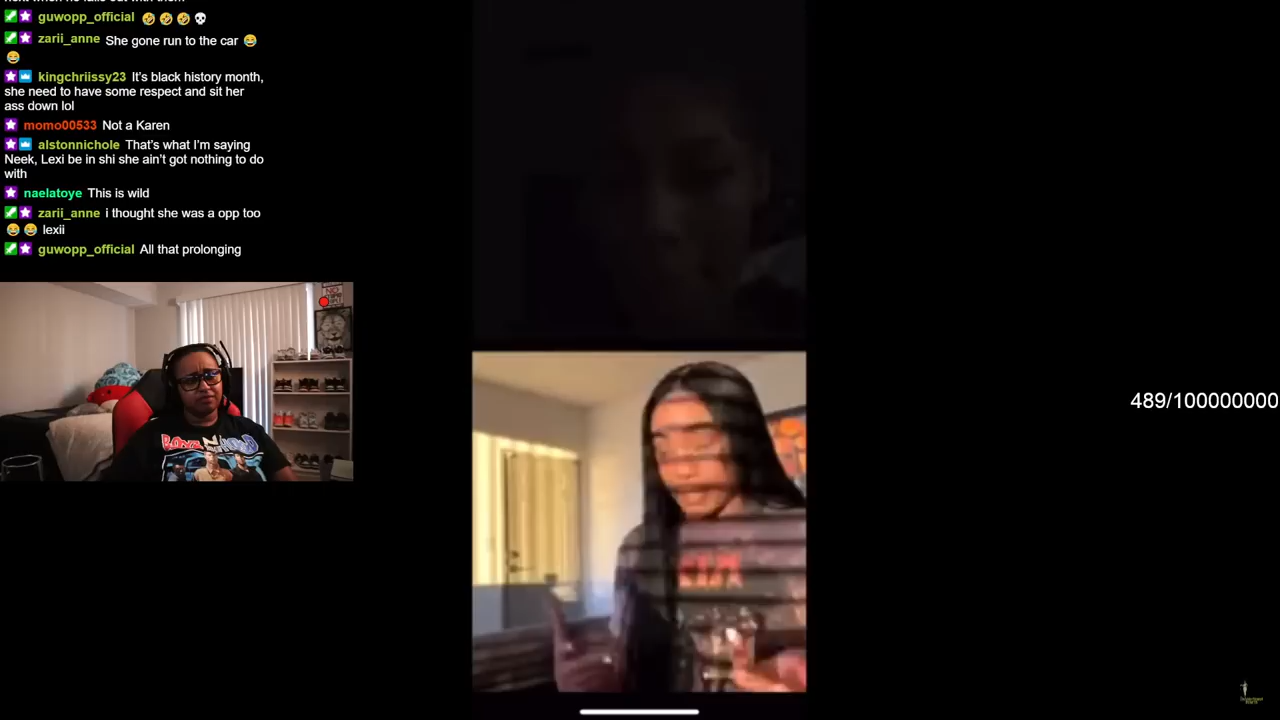 guwopp_official 🤣 🤣 🤣 💀
zarii_anne She gone run to the car 😂
😂
kingchriissy23 It’s black history month,
she need to have some respect and sit her
ass down lol
momo00533 Not a Karen
alstonnichole That’s what I’m saying
Neek, Lexi be in shi she ain’t got nothing to do
with
naelatoye This is wild
zarii_anne i thought she was a opp too
😂 😂 lexii
guwopp_official All that prolonging
489/100000000